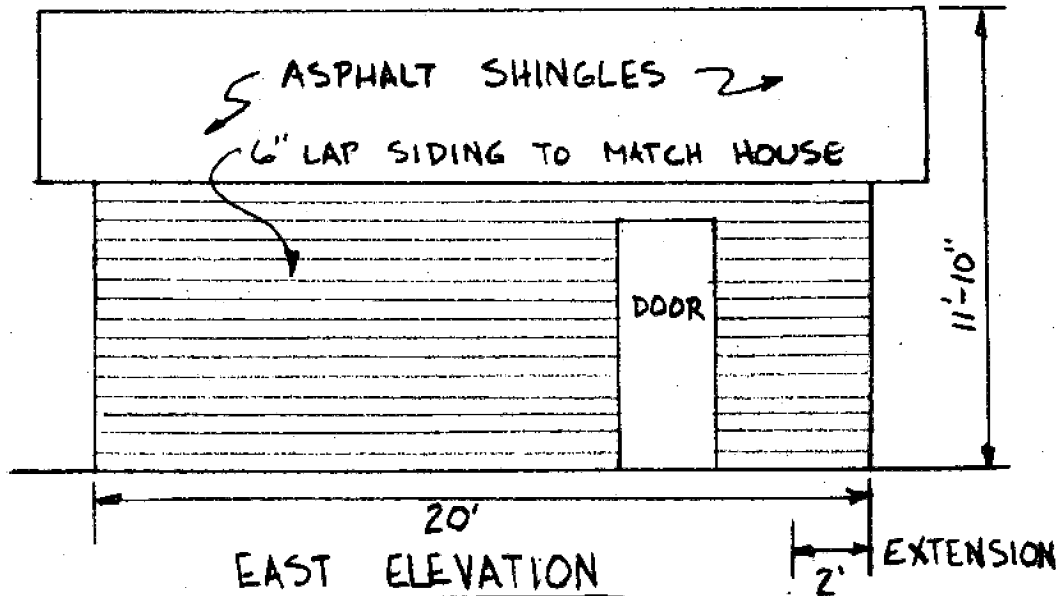 ASPHALT SHINGLES
6" LAP SIDING TO MATCH HOUSE
DOOR
11'-10"
20'
EXTENSION
2'
EAST ELEVATION